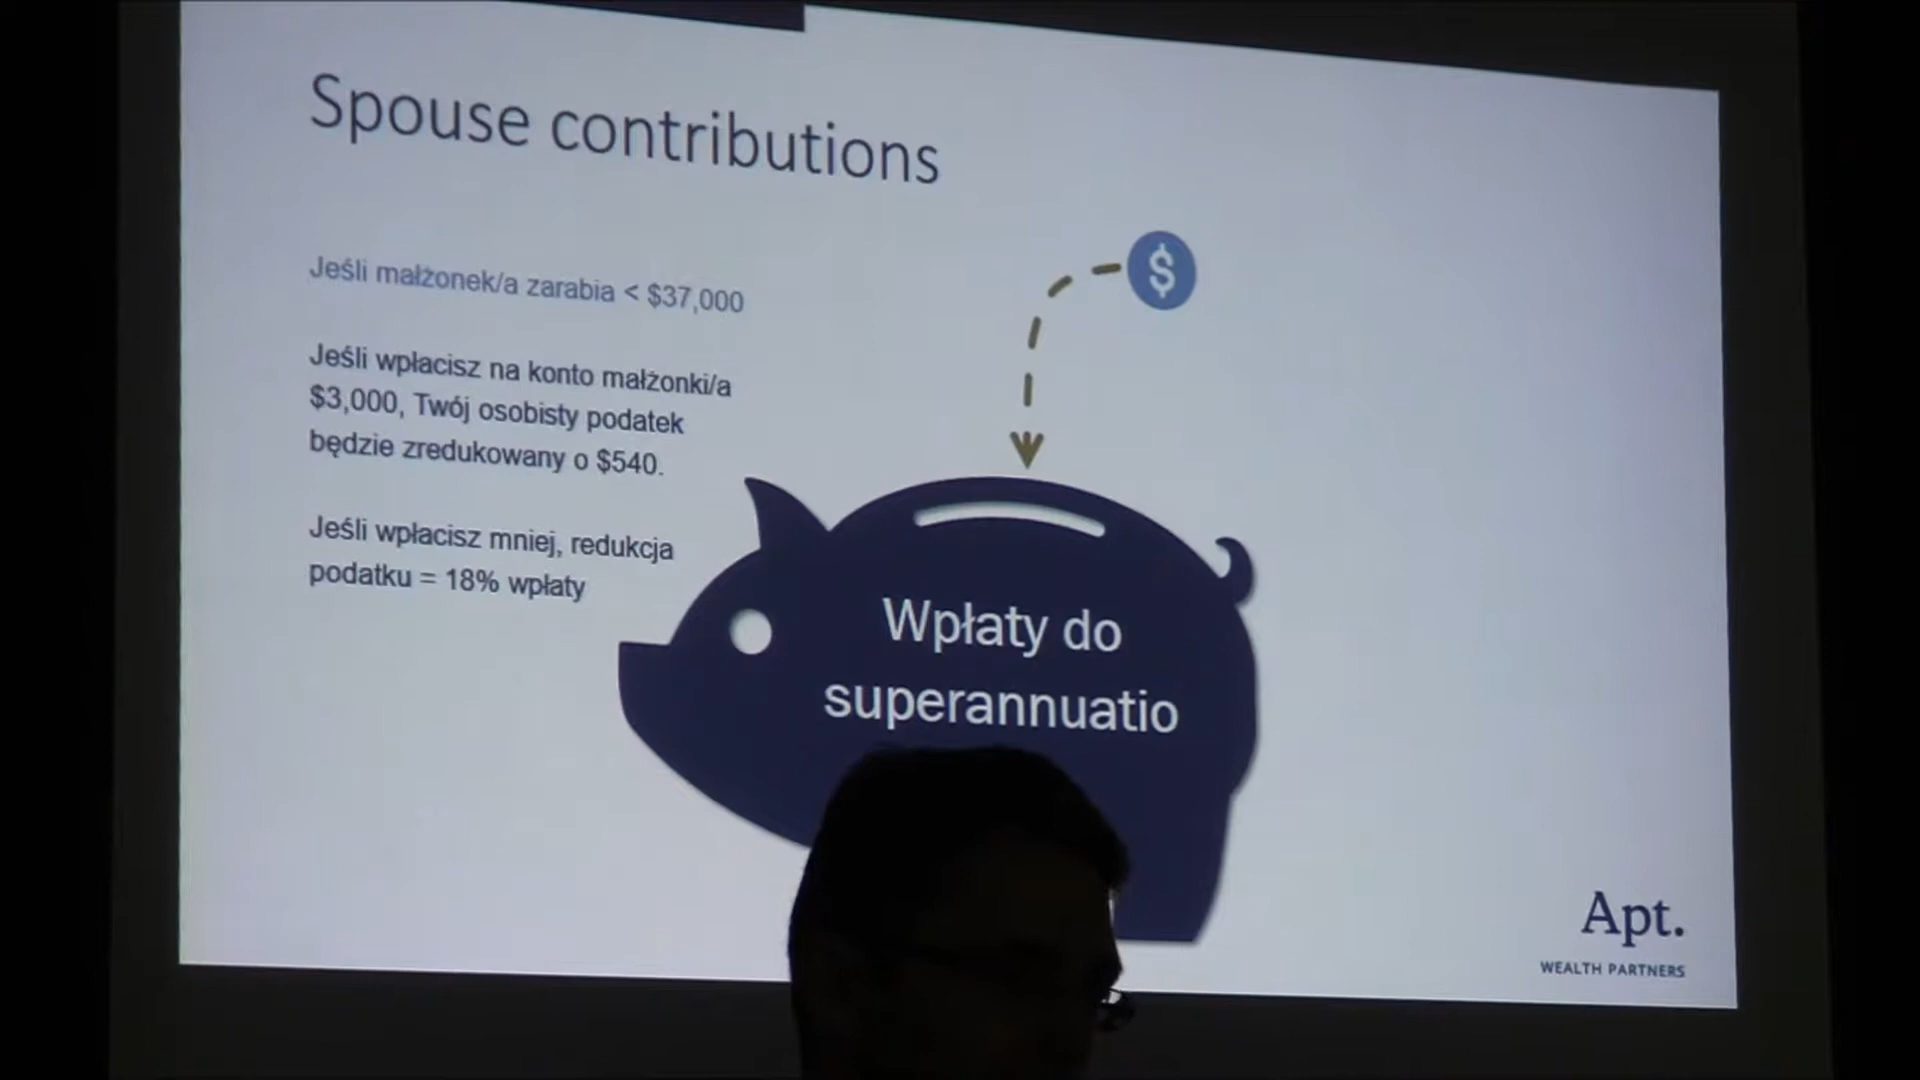 Spouse contributions
Jeśli małżonek/a zarabia < $37,000
Jeśli wpłacisz na konto małżonki/a
$3,000, Twój osobisty podatek
będzie zredukowany o $540.
Jeśli wpłacisz mniej, redukcja
podatku = 18% wpłaty
$
Wpłaty do
superannuatio
Apt.
WEALTH PARTNERS